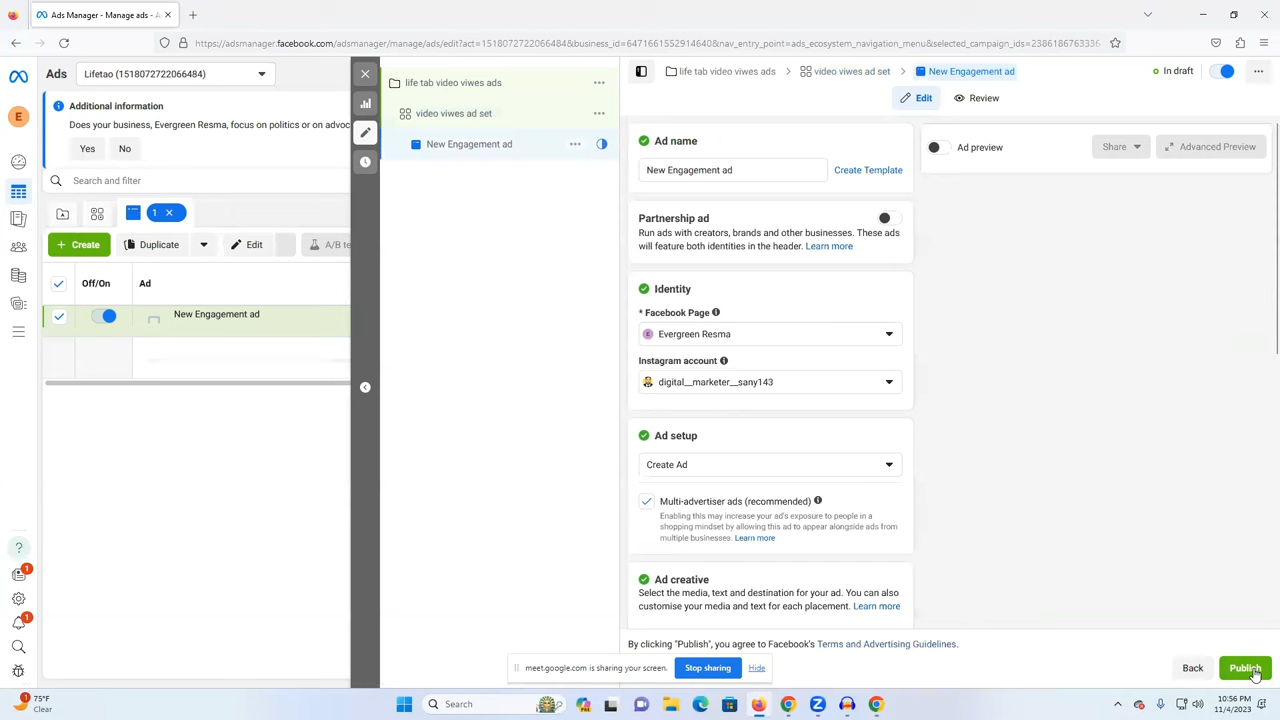 Ads Manager - Manage ads - A
https://adsmanager.facebook.com/adsmanager/manage/ads/edit?act=1518072722066484&business_id=6471661552914640&nav_entry_point=ads_ecosystem_navigation_menu&selected_campaign_ids=2386186763336
Ads
Lifetao (1518072722066484)
Additional information
Does your business, Evergreen Resma, focus on politics or on advoc
Yes
No
Search and filter
1
Create
Duplicate
Edit
A/B te
Off/On
Ad
New Engagement ad
life tab video viwes ads
video viwes ad set
New Engagement ad
life tab video viwes ads
video viwes ad set
New Engagement ad
In draft
Edit
Review
Ad name
New Engagement ad
Create Template
Partnership ad
Run ads with creators, brands and other businesses. These ads
will feature both identities in the header. Learn more
Identity
* Facebook Page
E
Evergreen Resma
Instagram account
digital__marketer__sany143
Ad setup
Create Ad
Multi-advertiser ads (recommended)
Enabling this may increase your ad's exposure to people in a
shopping mindset by allowing this ad to appear alongside ads from
multiple businesses. Learn more
Ad creative
Select the media, text and destination for your ad. You can also
customise your media and text for each placement. Learn more
Ad preview
Share
Advanced Preview
By clicking "Publish", you agree to Facebook's Terms and Advertising Guidelines.
Back
Publish
meet.google.com is sharing your screen.
Stop sharing
Hide
E
1
1
75°F
Clear
Search
10:56 PM
11/4/2023